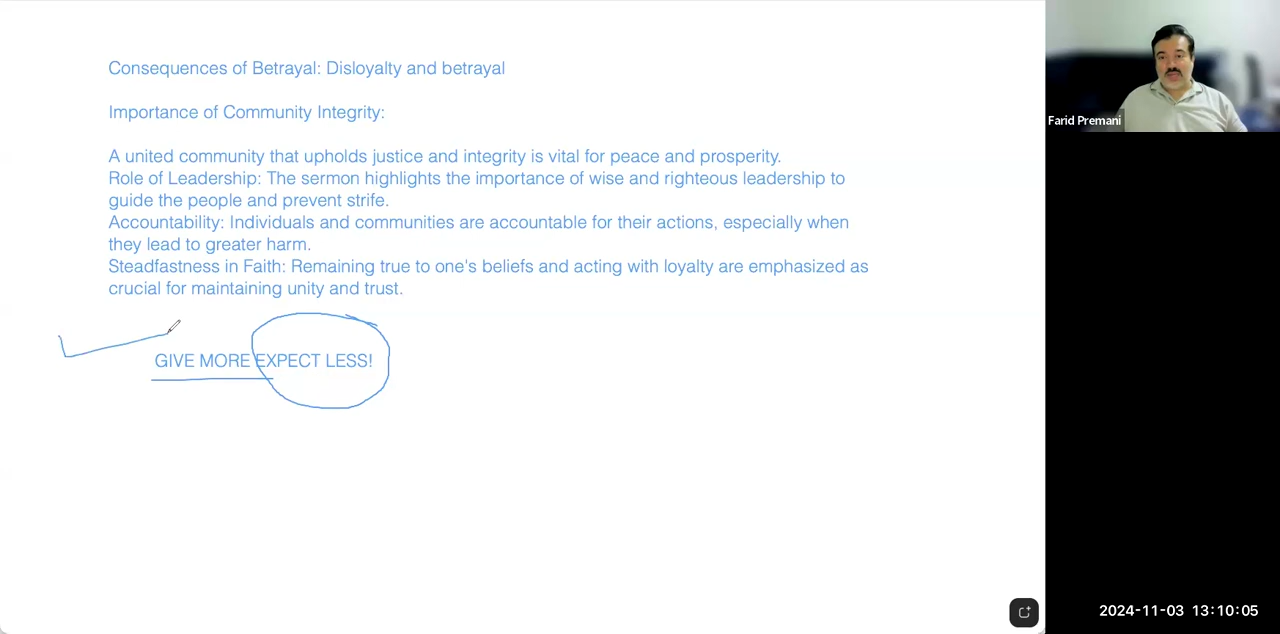 Consequences of Betrayal: Disloyalty and betrayal
Importance of Community Integrity:
A united community that upholds justice and integrity is vital for peace and prosperity.
Role of Leadership: The sermon highlights the importance of wise and righteous leadership to
guide the people and prevent strife.
Accountability: Individuals and communities are accountable for their actions, especially when
they lead to greater harm.
Steadfastness in Faith: Remaining true to one's beliefs and acting with loyalty are emphasized as
crucial for maintaining unity and trust.
GIVE MORE EXPECT LESS!
Farid Premani
2024-11-03 13:10:05